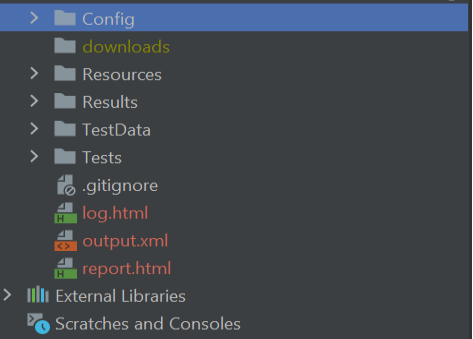 Config
downloads
Resources
Results
TestData
Tests
.gitignore
log.html
output.xml
report.html
External Libraries
Scratches and Consoles